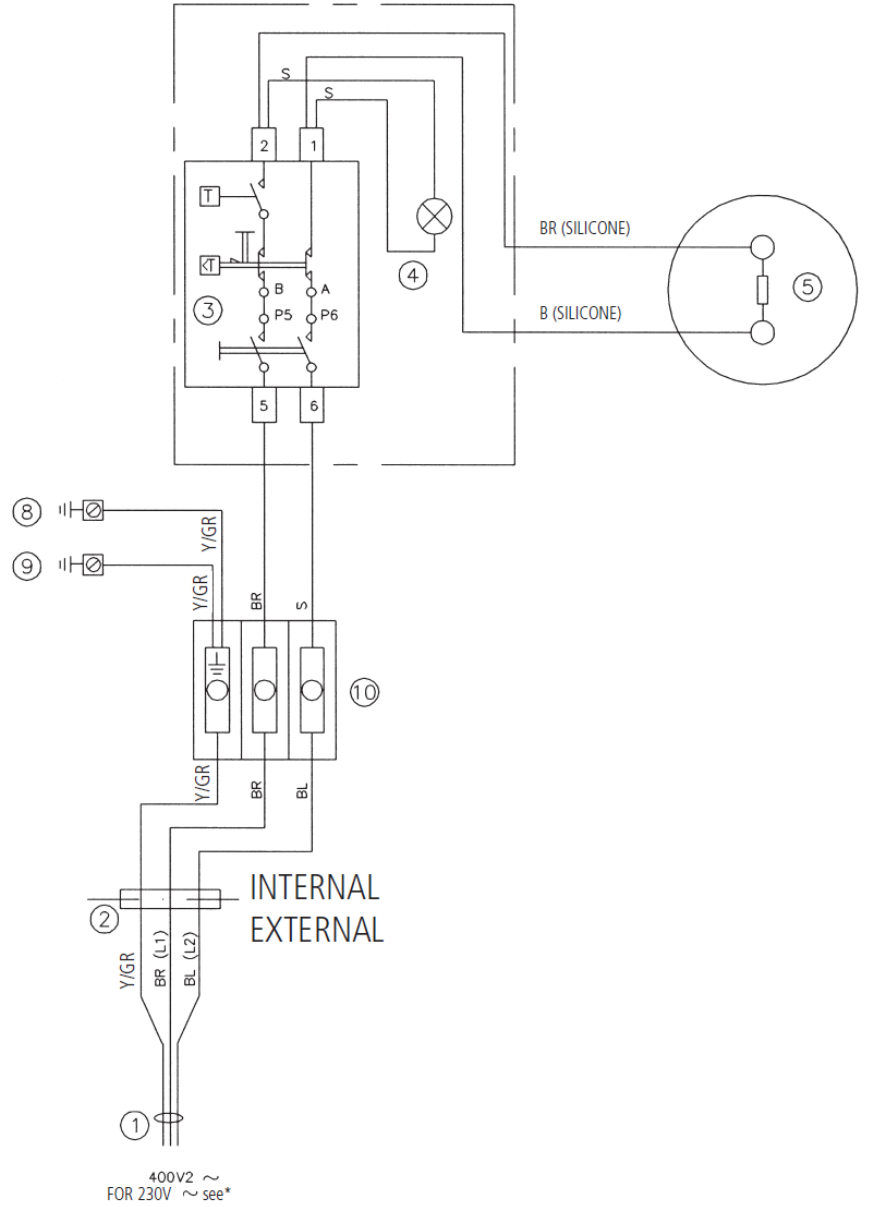 S
S
2 1
T
BR (SILICONE)
4
<T
5
B A
3
B (SILICONE)
P5 P6
5 6
8
Y/GR
9
Y/GR
BR
S
10
Y/GR
BR
BL
INTERNAL
2
EXTERNAL
Y/GR
BR (L1)
BL (L2)
1
400V2 ~
FOR 230V ~ see*